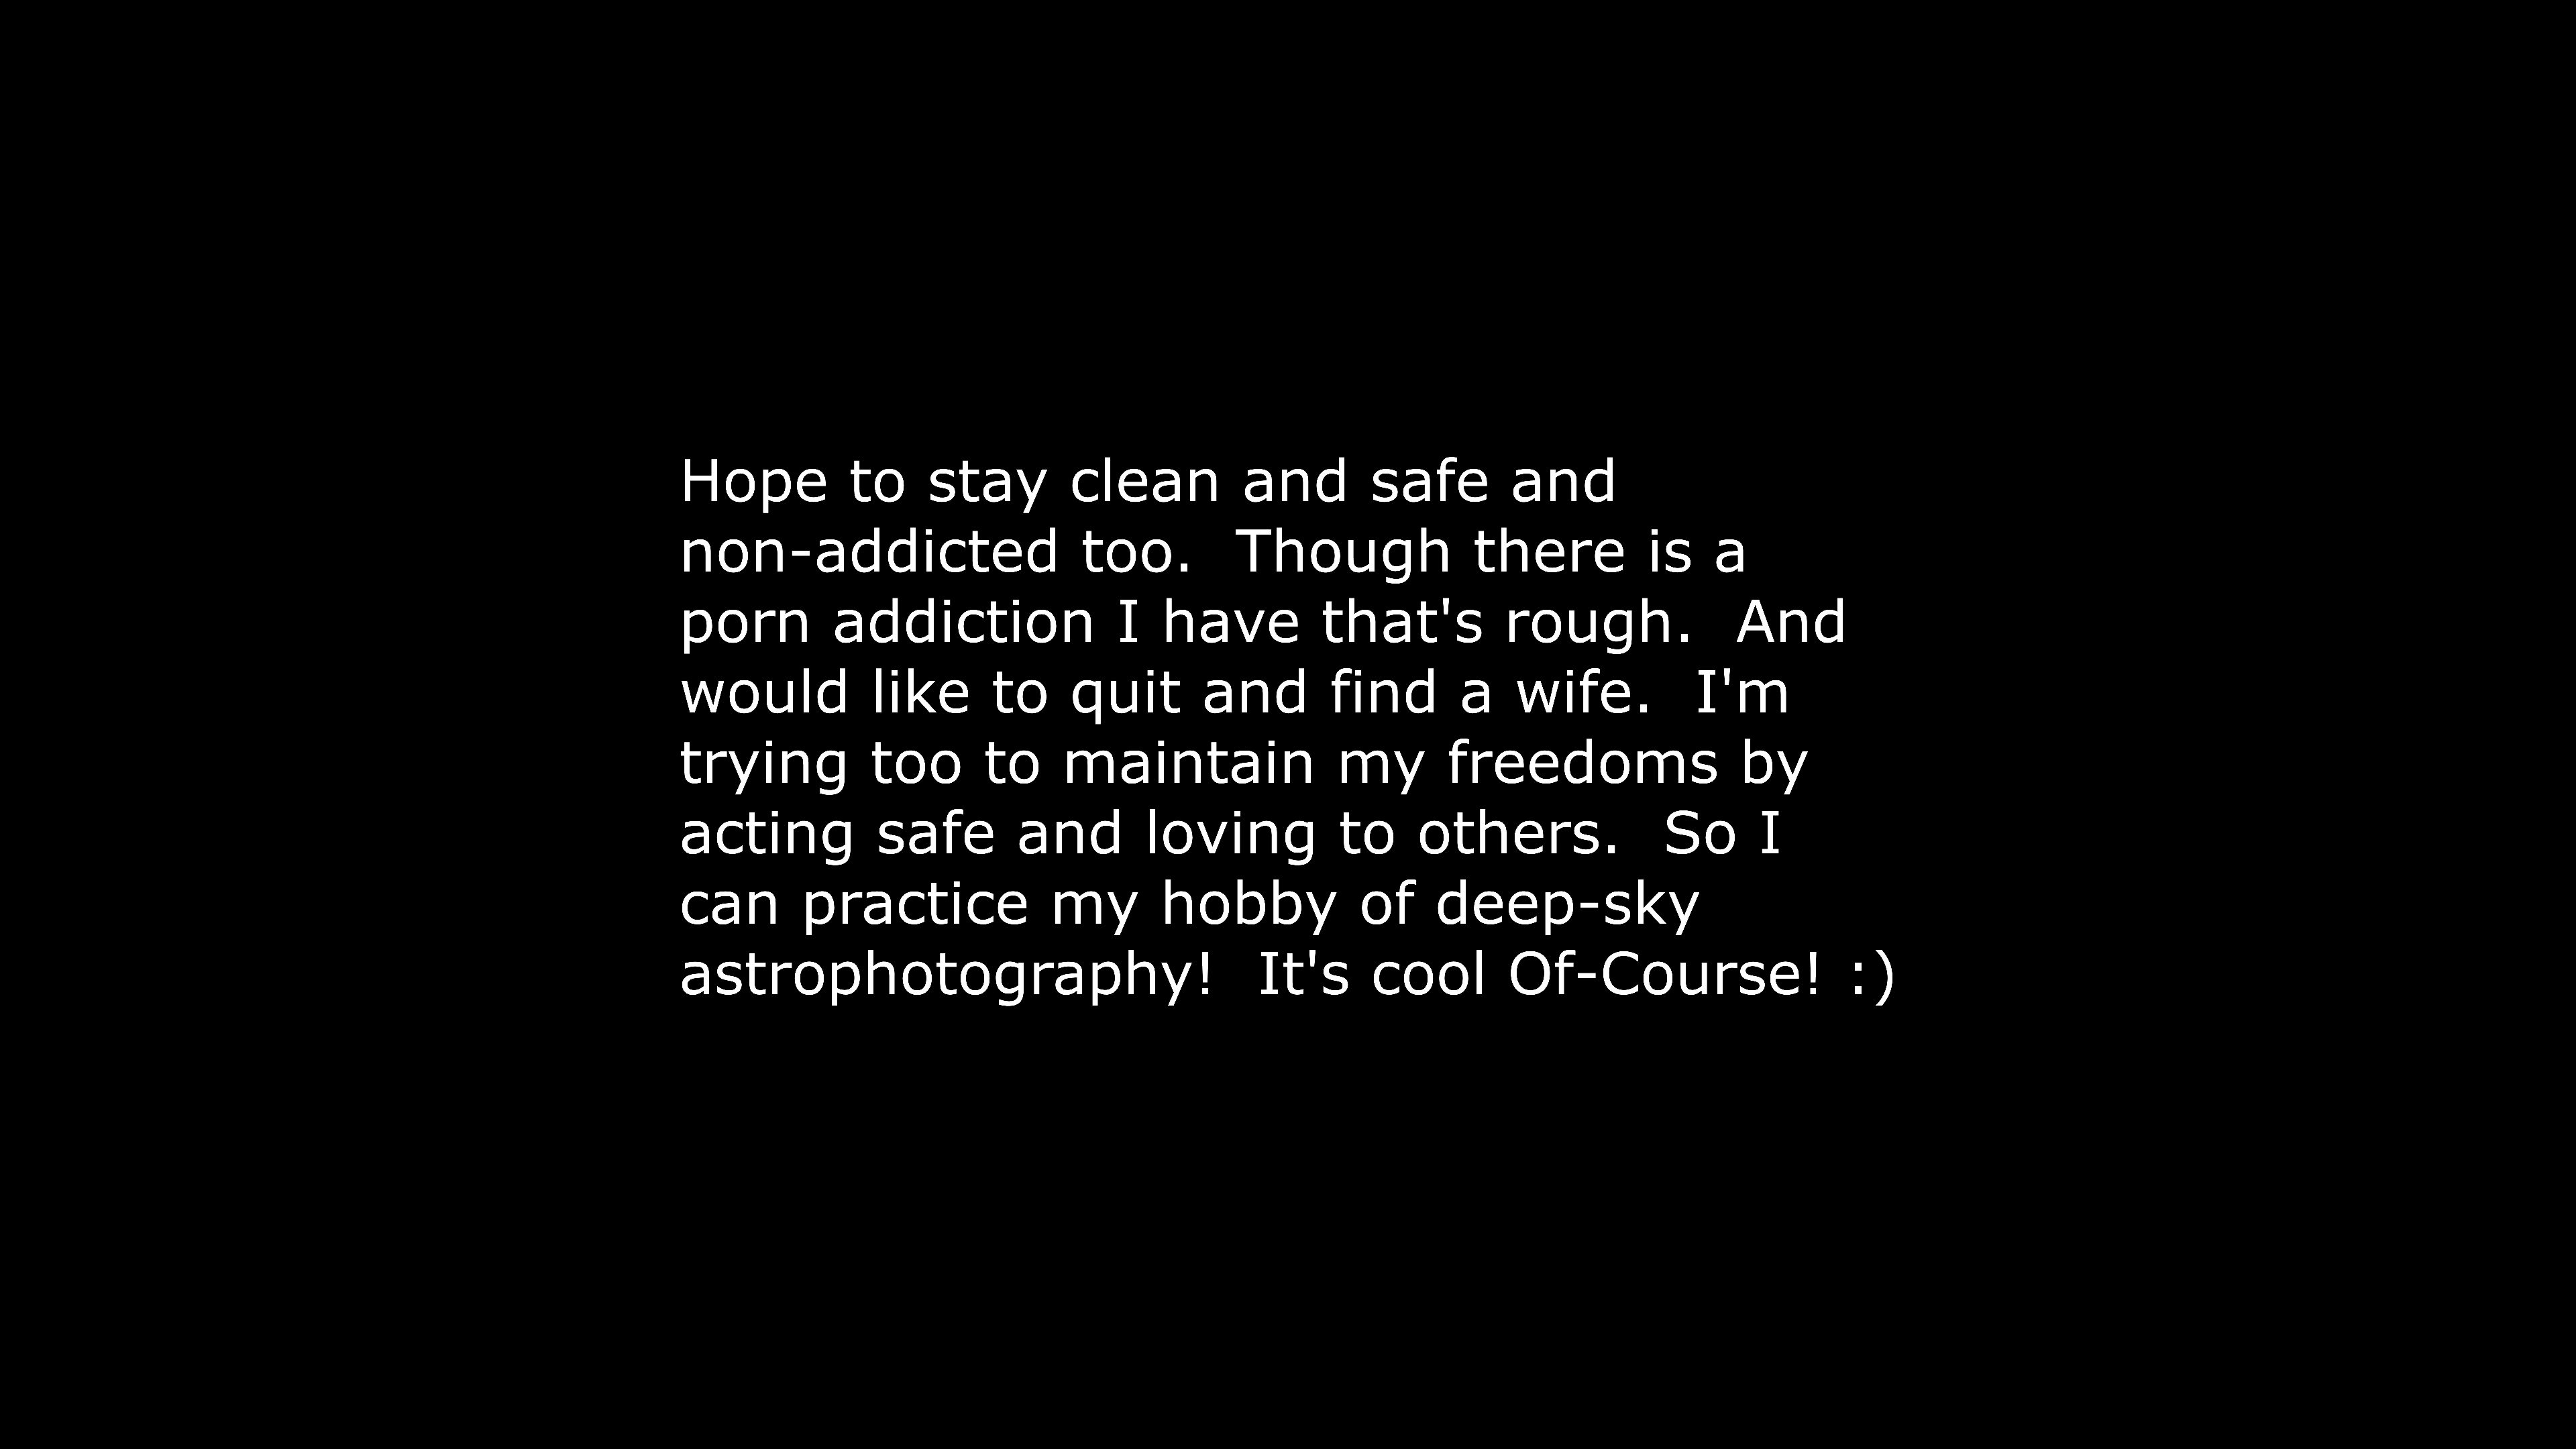 Hope to stay clean and safe and
non-addicted too.  Though there is a
porn addiction I have that's rough.  And
would like to quit and find a wife.  I'm
trying too to maintain my freedoms by
acting safe and loving to others.  So I
can practice my hobby of deep-sky
astrophotography!  It's cool Of-Course! :)